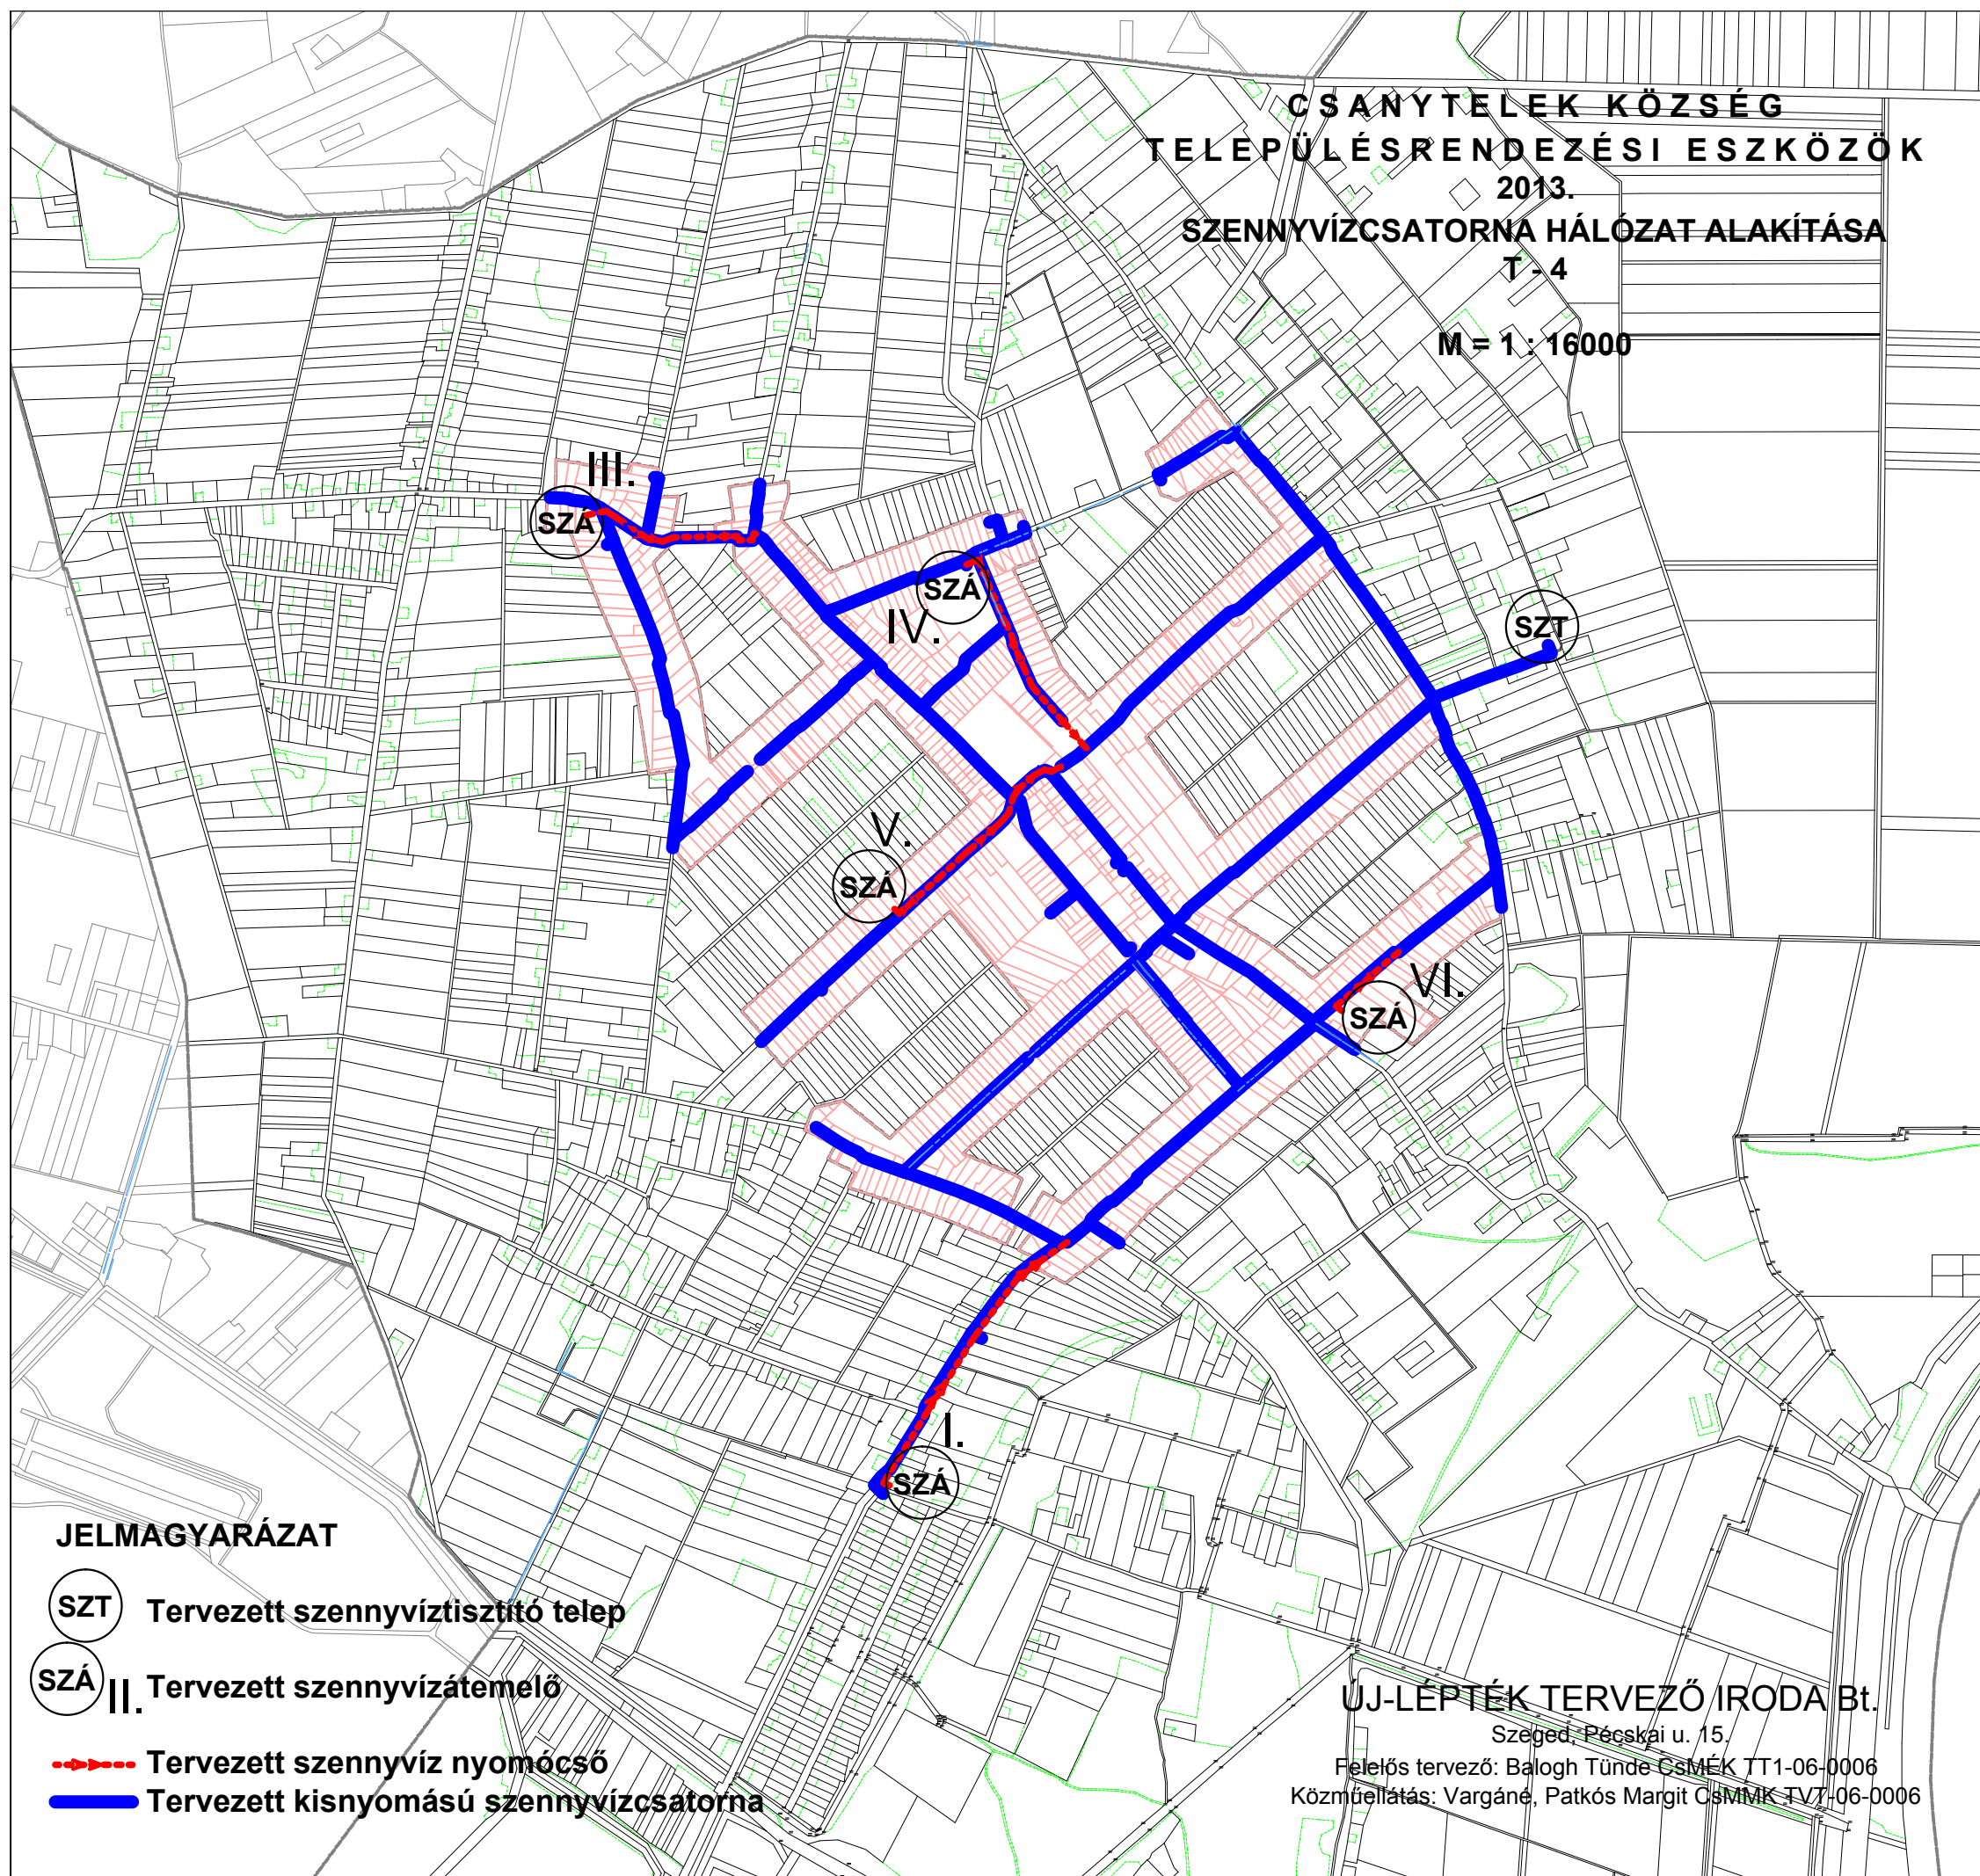 CSANYTELEK KÖZSÉG
TELEPÜLÉSRENDEZÉSI ESZKÖZÖK
2013.
SZENNYVÍZCSATORNA HÁLÓZAT ALAKÍTÁSA
T - 4
M = 1 : 16000
III.
SZÁ
SZÁ
IV.
SZT
V.
SZÁ
VI.
SZÁ
I.
SZÁ
JELMAGYARÁZAT
SZT Tervezett szennyvíztisztító telep
SZÁ II. Tervezett szennyvízátemelő
Tervezett szennyvíz nyomócső
Tervezett kisnyomású szennyvízcsatorna
ÚJ-LÉPTÉK TERVEZŐ IRODA Bt.
Szeged, Pécskai u. 15.
Felelős tervező: Balogh Tünde CsMÉK TT1-06-0006
Közműellátás: Vargáné, Patkós Margit CsMMK TVT-06-0006